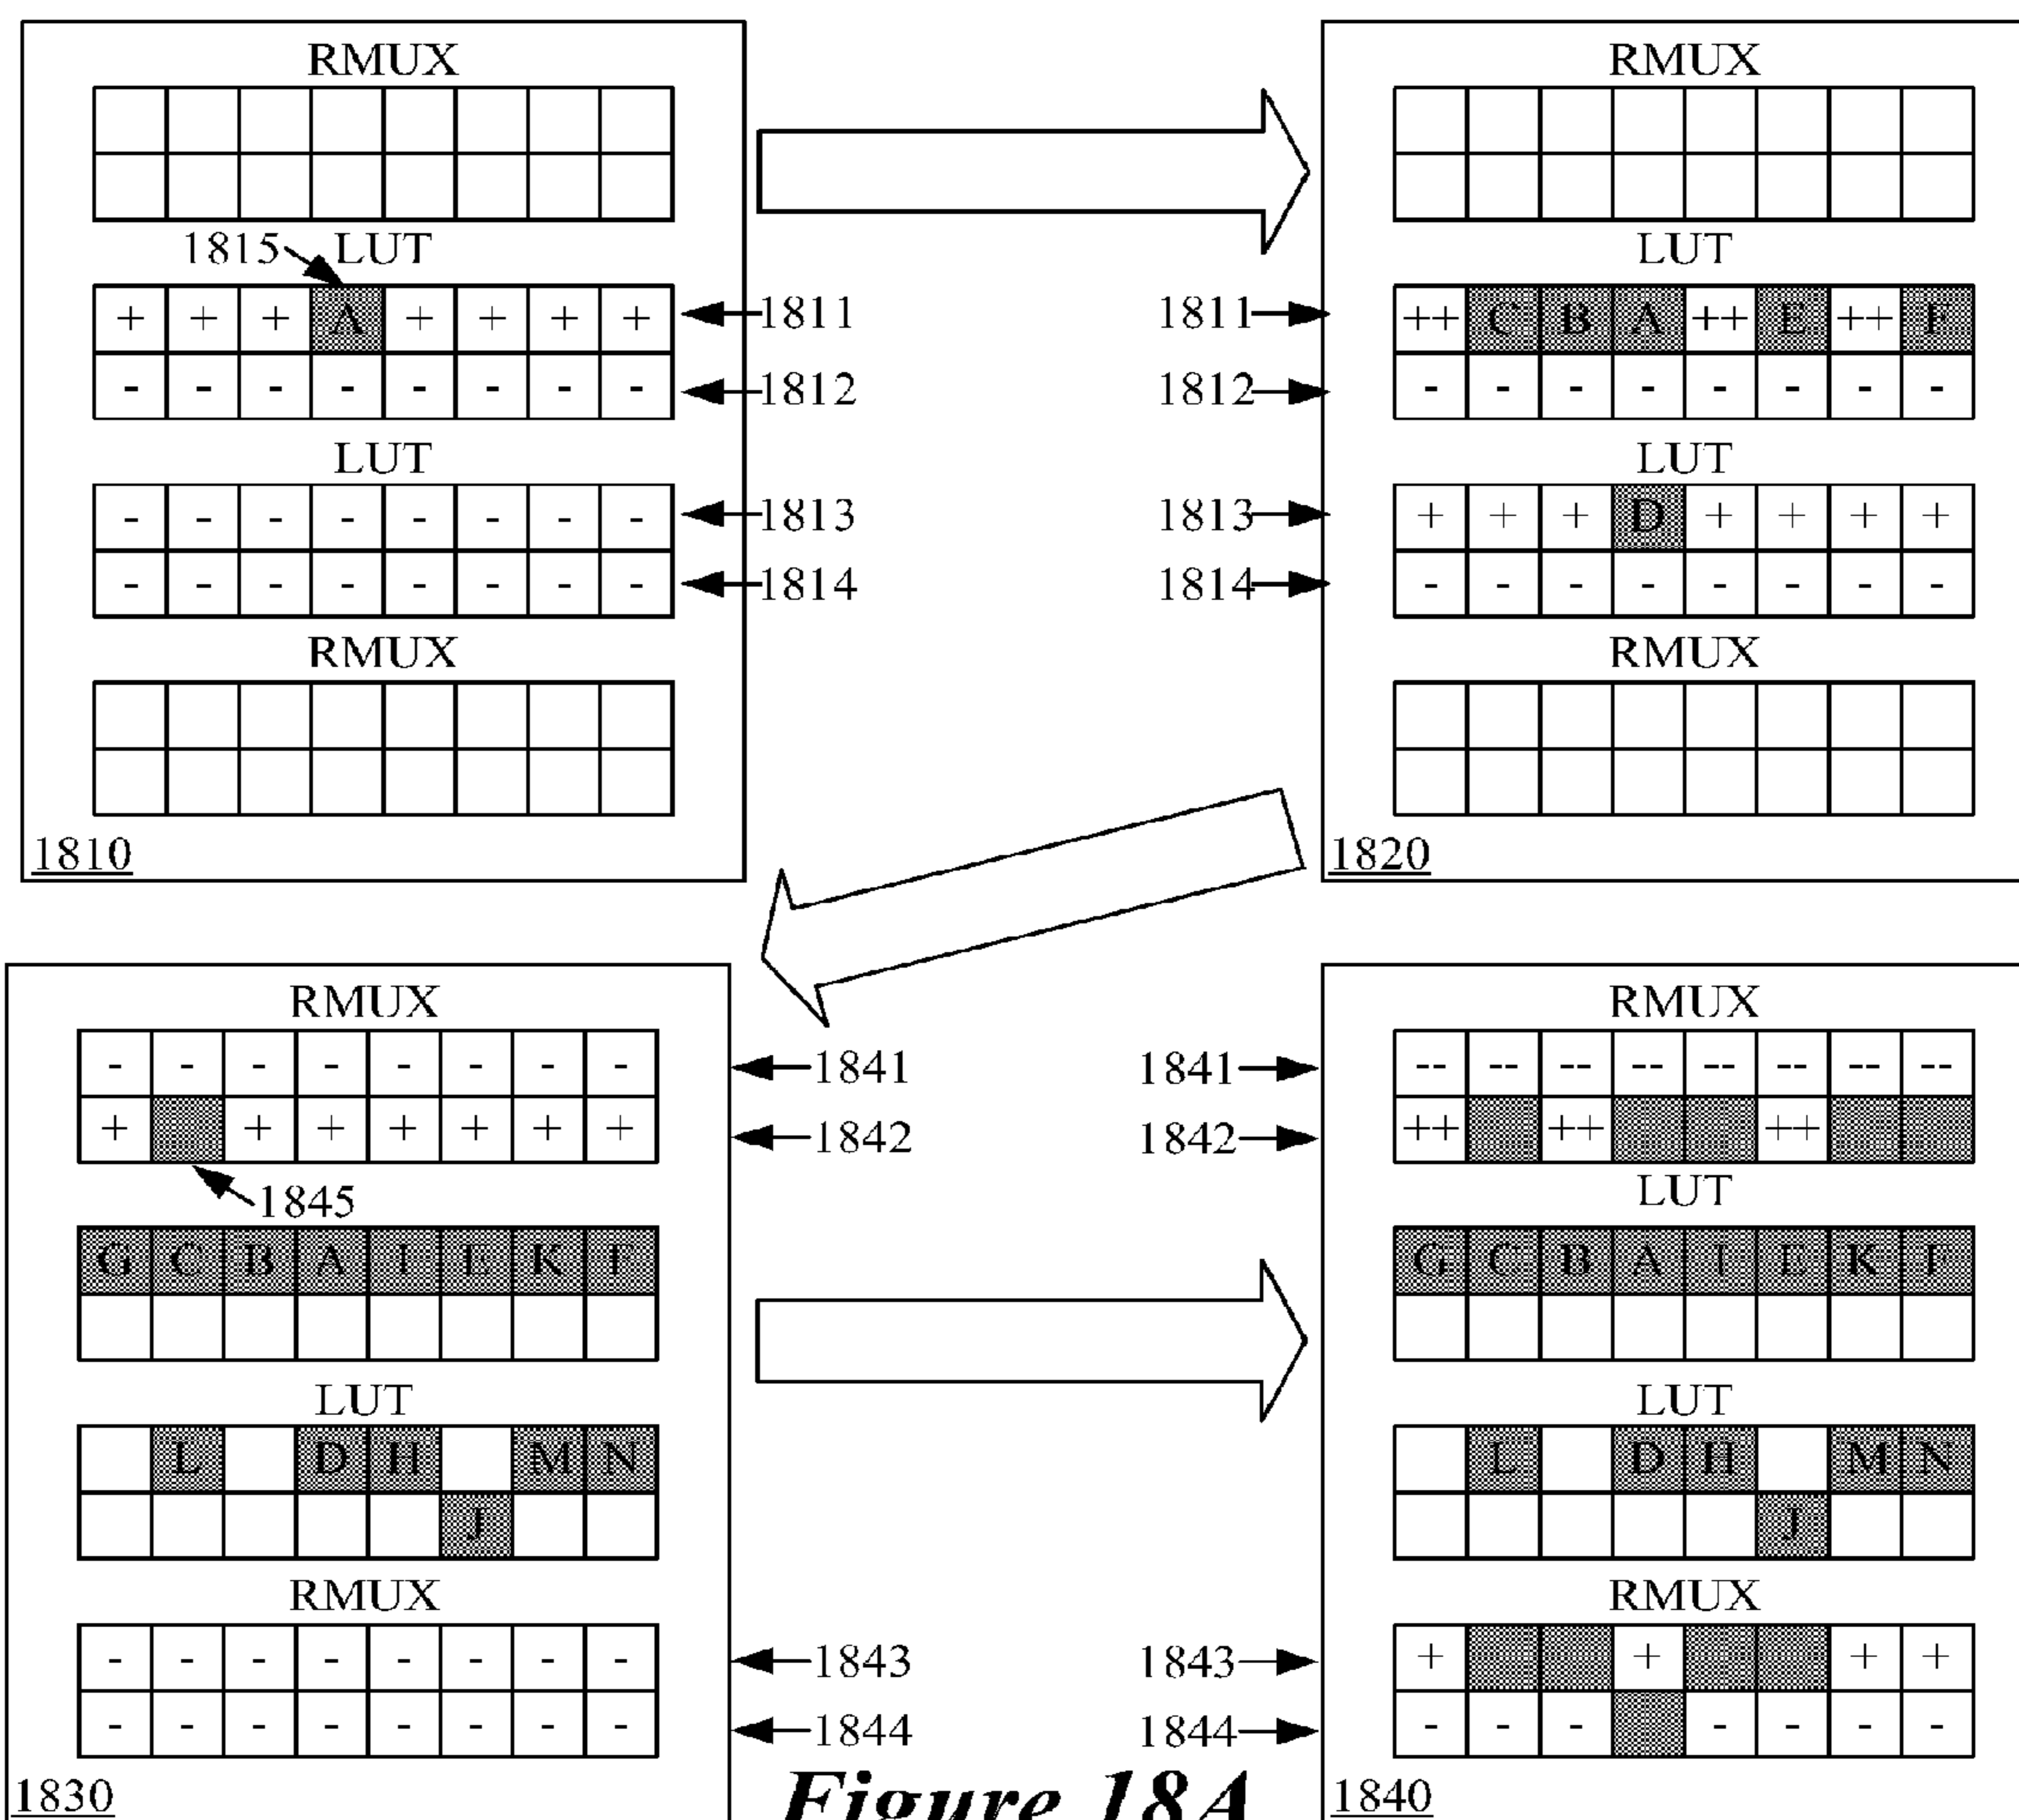 RMUX
1815 LUT
+ + + A + + + + 1811
- - - - - - - - 1812
LUT
- - - - - - - - 1813
- - - - - - - - 1814
RMUX
1810
RMUX
LUT
1811 ++ C B A ++ E ++ F
1812 - - - - - - - -
LUT
1813 + + + D + + + +
1814 - - - - - - - -
RMUX
1820
RMUX
- - - - - - - - 1841
+ + + + + + + 1842
1845
G C B A I E K F
LUT
L D H M N
J
RMUX
- - - - - - - - 1843
- - - - - - - - 1844
1830
RMUX
1841 -- -- -- -- -- -- -- --
1842 ++ ++ ++
LUT
G C B A I E K F
LUT
L D H M N
J
RMUX
1843 + + + +
1844 - - - - - - -
1840
Figure 18A